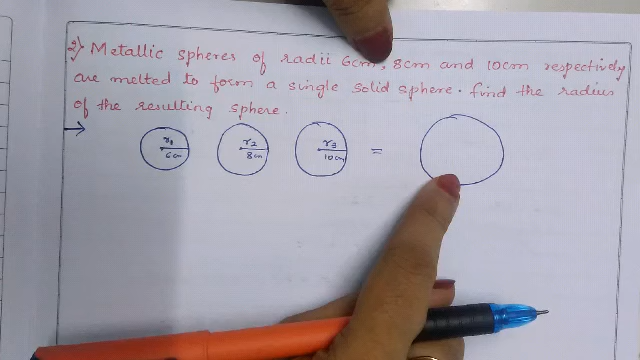 2) Metallic spheres of radii 6cm, 8cm and 10cm respectively
are melted to form a single solid sphere. find the radius
of the resulting sphere.
→ r1 r2 r3 =
6cm 8cm 10cm